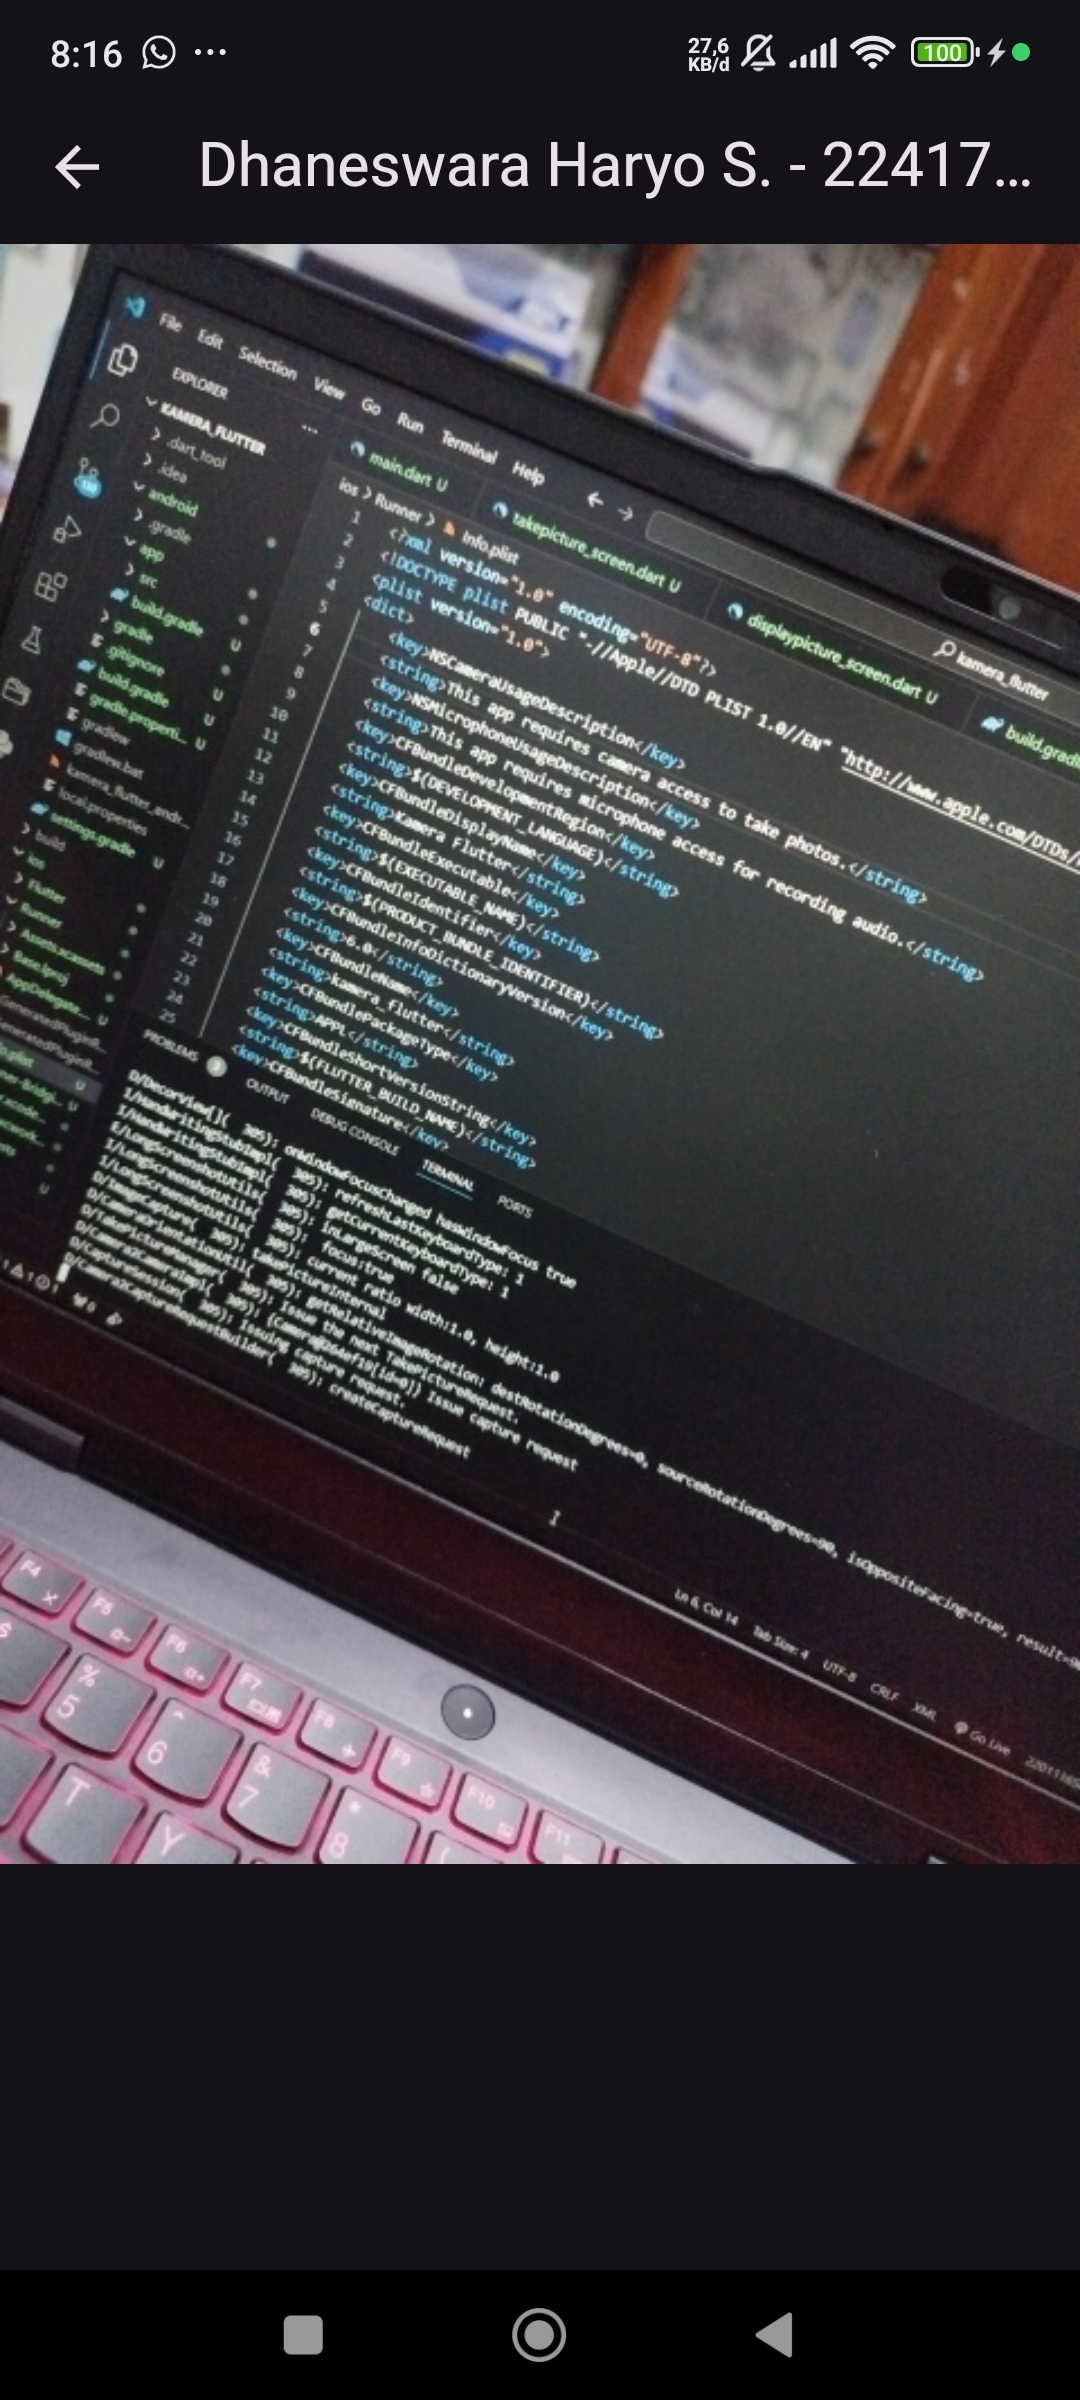 8:16
27,6
KB/d
100
Dhaneswara Haryo S. - 22417...
File Edit Selection View Go Run Terminal Help
kamera_flutter
EXPLORER
KAMERA_FLUTTER
.dart_tool
.idea
android
.gradle
app
src
build.gradle U
gradle
.gitignore U
build.gradle U
gradle.properti... U
gradlew
gradlew.bat
kamera_flutter_andr...
local.properties
settings.gradle U
build
ios
Flutter
Runner
Assets.xcassets
Base.lproj
AppDelegate... U
main.dart U
takepicture_screen.dart U
displaypicture_screen.dart U
ios > Runner > Info.plist
1 <?xml version="1.0" encoding="UTF-8"?>
2 <!DOCTYPE plist PUBLIC "-//Apple//DTD PLIST 1.0//EN" "http://www.apple.com/DTDs/
3 <plist version="1.0">
4 <dict>
5 <key>NSCameraUsageDescription</key>
6 <string>This app requires camera access to take photos.</string>
7 <key>NSMicrophoneUsageDescription</key>
8 <string>This app requires microphone access for recording audio.</string>
9 <key>CFBundleDevelopmentRegion</key>
10 <string>$(DEVELOPMENT_LANGUAGE)</string>
11 <key>CFBundleDisplayName</key>
12 <string>Kamera Flutter</string>
13 <key>CFBundleExecutable</key>
14 <string>$(EXECUTABLE_NAME)</string>
15 <key>CFBundleIdentifier</key>
16 <string>$(PRODUCT_BUNDLE_IDENTIFIER)</string>
17 <key>CFBundleInfoDictionaryVersion</key>
18 <string>6.0</string>
19 <key>CFBundleName</key>
20 <string>kamera_flutter</string>
21 <key>CFBundlePackageType</key>
22 <string>APPL</string>
23 <key>CFBundleShortVersionString</key>
24 <string>$(FLUTTER_BUILD_NAME)</string>
25 <key>CFBundleSignature</key>
PROBLEMS OUTPUT DEBUG CONSOLE TERMINAL PORTS
D/DecorView[]( 305): onWindowFocusChanged hasWindowFocus true
I/HandwritingStubImpl( 305): refreshLastKeyboardType: 1
I/HandwritingStubImpl( 305): getCurrentKeyboardType: 1
E/LongScreenshotUtils( 305): inLargeScreen false
I/LongScreenshotUtils( 305): focus:true
I/LongScreenshotUtils( 305): current ratio width:1.0, height:1.0
D/ImageCapture( 305): takePictureInternal
D/CameraOrientationUtil( 305): getRelativeImageRotation: destRotationDegrees=0, sourceRotationDegrees=90, isOppositeFacing=true, result=90
D/TakePictureManager( 305): Issue the next TakePictureRequest.
D/Camera2CameraImpl( 305): Issue capture request
D/CaptureSession( 305): Issuing capture request.
D/Camera2CaptureRequestBuilder( 305): createCaptureRequest
Ln 6, Col 14 Tab Size: 4 UTF-8 CRLF XML Go Live
F4 F5 F6 F7 F8 F9 F10 F11
$ % 5 ^ 6 & 7 * 8 (
T Y